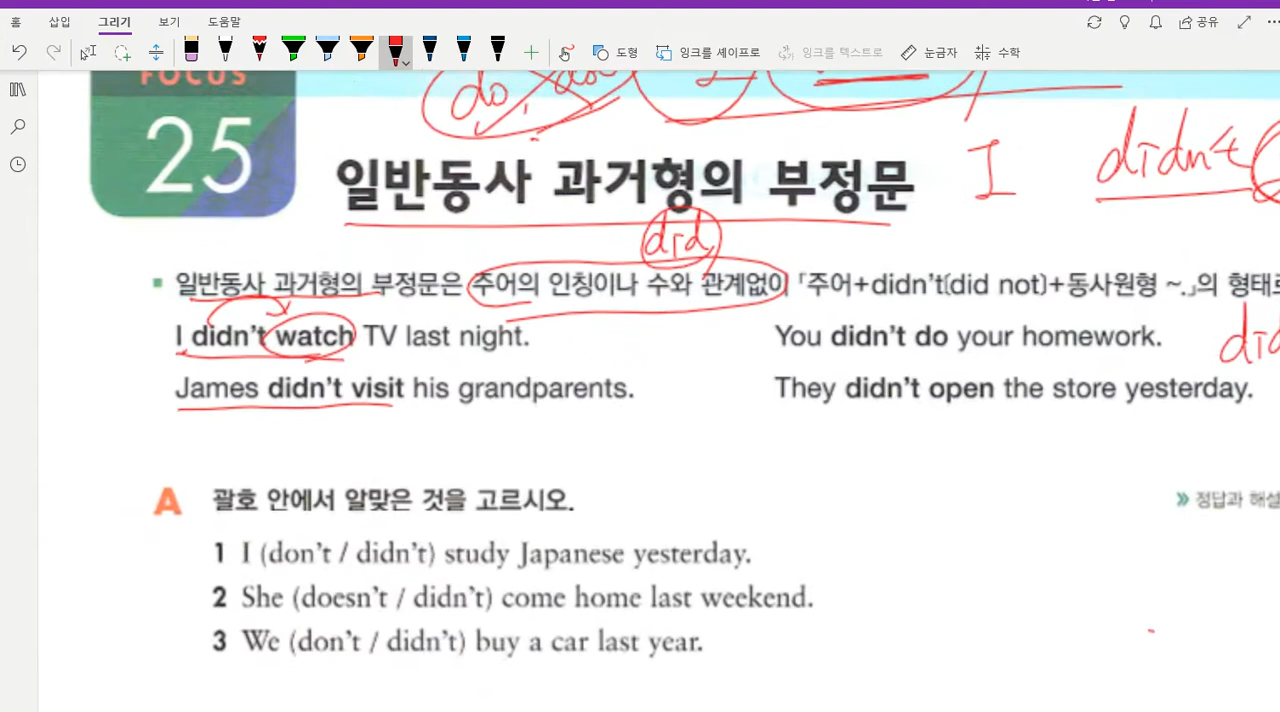 홈 삽입 그리기 보기 도움말 공유
도형 잉크를 셰이프로 잉크를 텍스트로 눈금자 수학
FOCUS
do
25
일반동사 과거형의 부정문
I didn't
did
일반동사 과거형의 부정문은 주어의 인칭이나 수와 관계없이 「주어+didn't(did not)+동사원형 ~.」의 형태로
I didn't watch TV last night. You didn't do your homework.
did
James didn't visit his grandparents. They didn't open the store yesterday.
A 괄호 안에서 알맞은 것을 고르시오.
» 정답과 해설
1 I (don't / didn't) study Japanese yesterday.
2 She (doesn't / didn't) come home last weekend.
3 We (don't / didn't) buy a car last year.